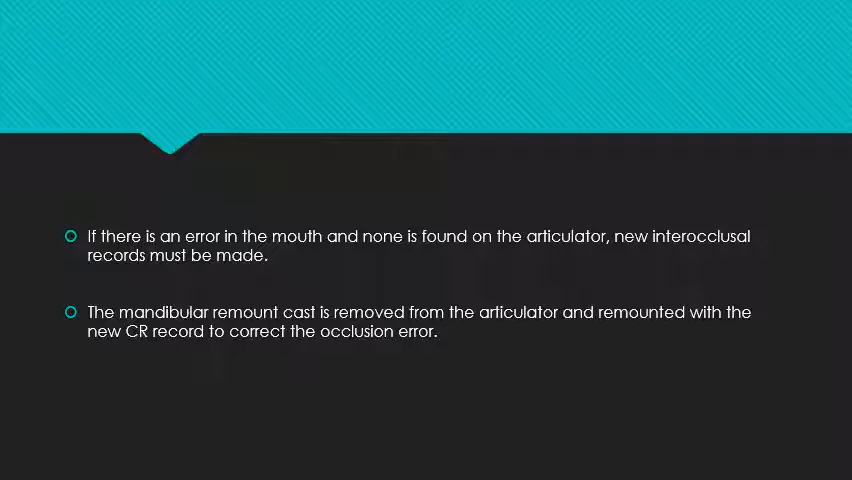 If there is an error in the mouth and none is found on the articulator, new interocclusal
records must be made.
The mandibular remount cast is removed from the articulator and remounted with the
new CR record to correct the occlusion error.